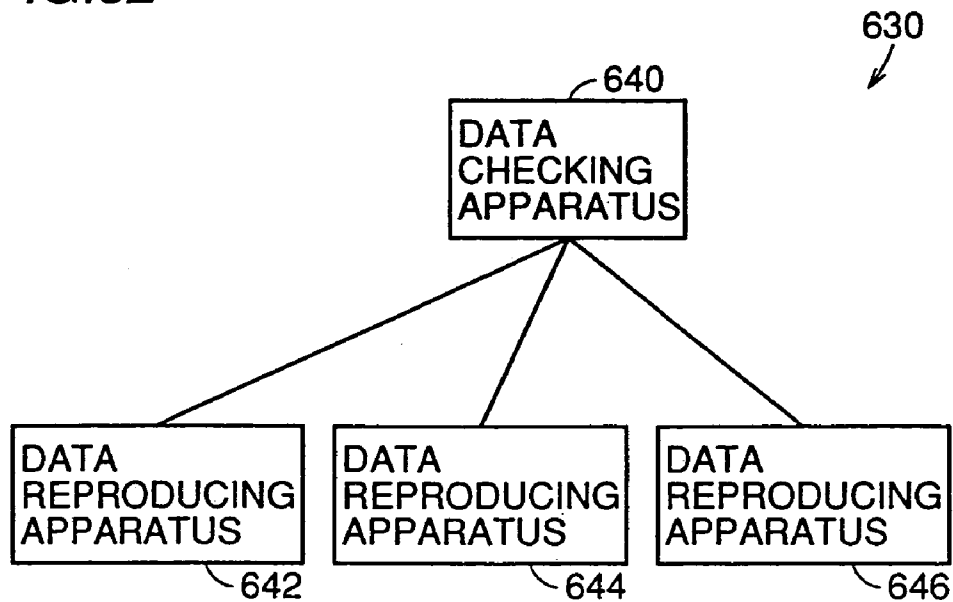 630
640
DATA
CHECKING
APPARATUS
DATA
REPRODUCING
APPARATUS
642
DATA
REPRODUCING
APPARATUS
644
DATA
REPRODUCING
APPARATUS
646